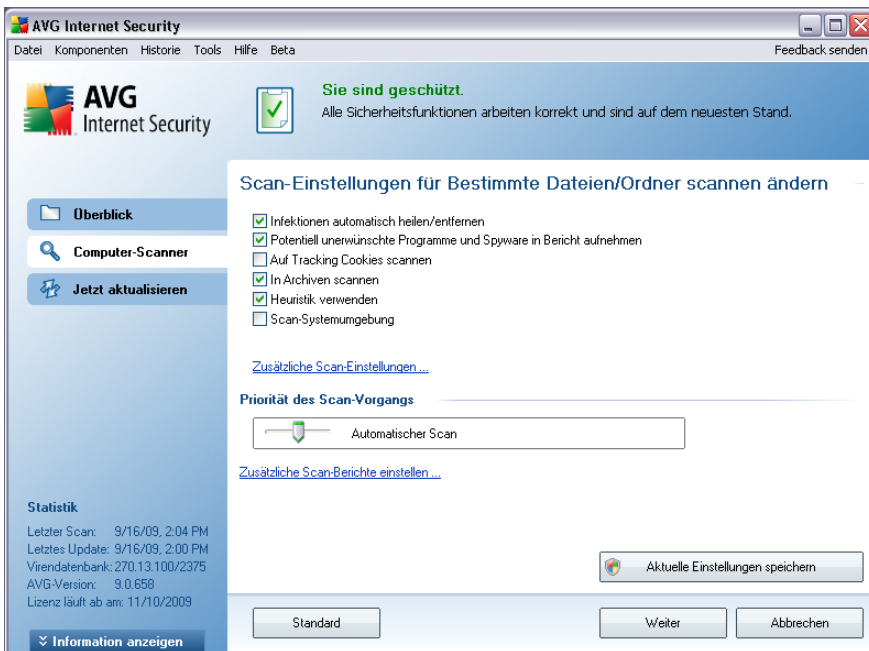 AVG Internet Security
Datei Komponenten Historie Tools Hilfe Beta Feedback senden
AVG
Internet Security
Sie sind geschützt.
Alle Sicherheitsfunktionen arbeiten korrekt und sind auf dem neuesten Stand.
Überblick
Computer-Scanner
Jetzt aktualisieren
Scan-Einstellungen für Bestimmte Dateien/Ordner scannen ändern
Infektionen automatisch heilen/entfernen
Potentiell unerwünschte Programme und Spyware in Bericht aufnehmen
Auf Tracking Cookies scannen
In Archiven scannen
Heuristik verwenden
Scan-Systemumgebung
Zusätzliche Scan-Einstellungen ...
Priorität des Scan-Vorgangs
Automatischer Scan
Zusätzliche Scan-Berichte einstellen ...
Statistik
Letzter Scan: 9/16/09, 2:04 PM
Letztes Update: 9/16/09, 2:00 PM
Virendatenbank: 270.13.100/2375
AVG-Version: 9.0.658
Lizenz läuft ab am: 11/10/2009
Information anzeigen
Aktuelle Einstellungen speichern
Standard
Weiter
Abbrechen